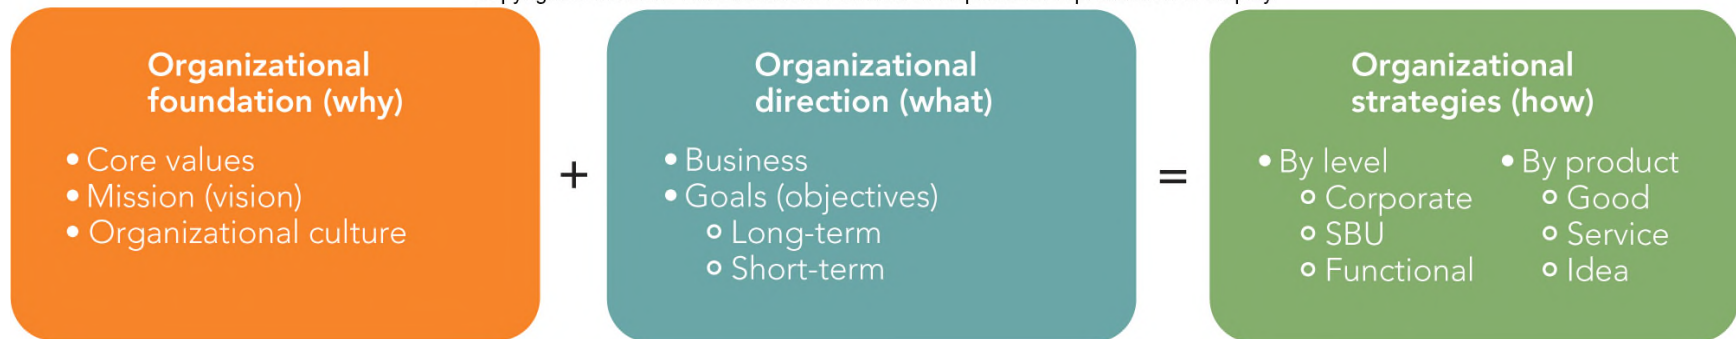 Organizational
foundation (why)
• Core values
• Mission (vision)
• Organizational culture
+
Organizational
direction (what)
• Business
• Goals (objectives)
Long-term
Short-term
=
Organizational
strategies (how)
• By level
Corporate
SBU
Functional
• By product
Good
Service
Idea